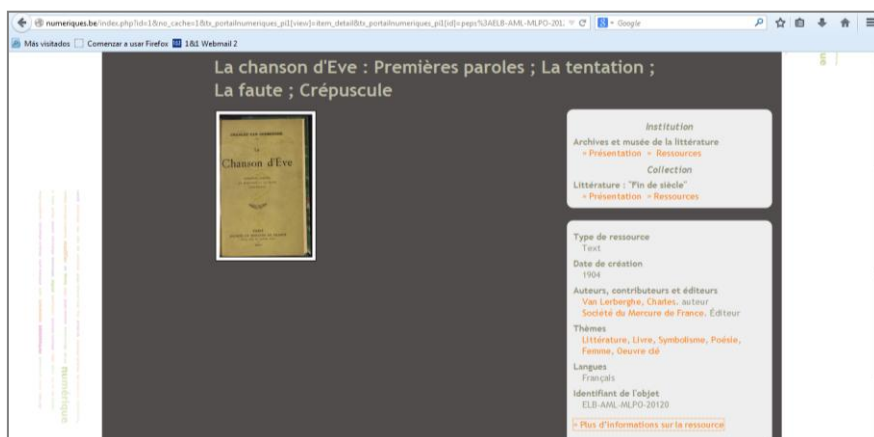 numeriques.be/index.php?id=1&no_cache=1&tx_portailnumeriques_pi1[view]=item_detail&tx_portailnumeriques_pi1[id]=peps%3AELB-AML-MLPO-201.
Google
Más visitados Comenzar a usar Firefox 1&1 Webmail 2
La chanson d'Eve : Premières paroles ; La tentation ;
La faute ; Crépuscule
La
Chanson d'Eve
PARIS
Institution
Archives et musée de la littérature
» Présentation » Ressources
Collection
Littérature : "Fin de siècle"
» Présentation » Ressources
Type de ressource
Text
Date de création
1904
Auteurs, contributeurs et éditeurs
Van Lerberghe, Charles. auteur
Société du Mercure de France. Éditeur
Thèmes
Littérature, Livre, Symbolisme, Poésie,
Femme, Oeuvre clé
Langues
Français
Identifiant de l'objet
ELB-AML-MLPO-20120
» Plus d'informations sur la ressource
numérique